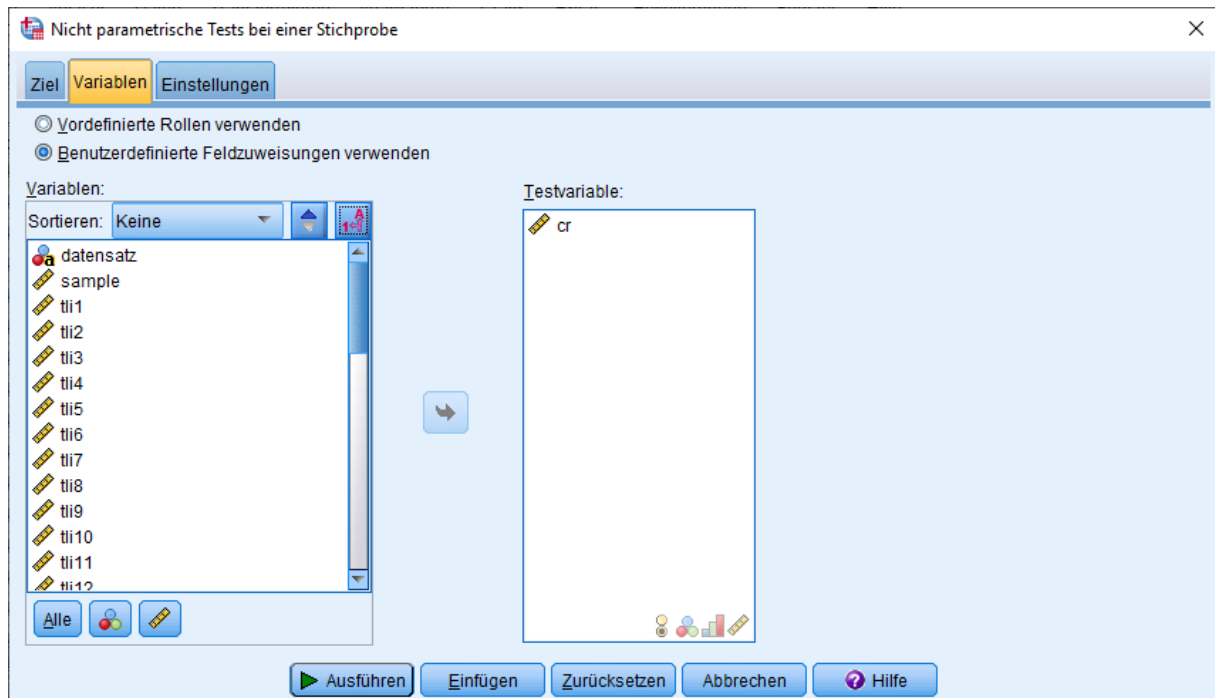 Nicht parametrische Tests bei einer Stichprobe
Ziel Variablen Einstellungen
Vordefinierte Rollen verwenden
Benutzerdefinierte Feldzuweisungen verwenden
Variablen:
Sortieren: Keine
datensatz
sample
tli1
tli2
tli3
tli4
tli5
tli6
tli7
tli8
tli9
tli10
tli11
tli12
Alle
Testvariable:
cr
Ausführen Einfügen Zurücksetzen Abbrechen Hilfe